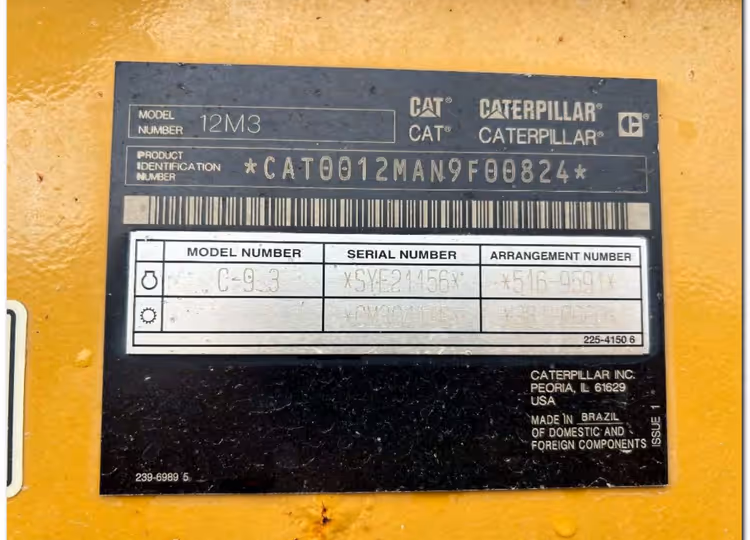 MODEL NUMBER 12M3
CAT® CATERPILLAR®
CAT® CATERPILLAR®
PRODUCT IDENTIFICATION NUMBER *CAT0012MAN9F00824*
MODEL NUMBER SERIAL NUMBER ARRANGEMENT NUMBER
C-9.3 *SYE21456* *516-9591*
225-4150 6
CATERPILLAR INC.
PEORIA, IL 61629
USA
MADE IN BRAZIL
OF DOMESTIC AND
FOREIGN COMPONENTS
ISSUE 1
239-6989 5